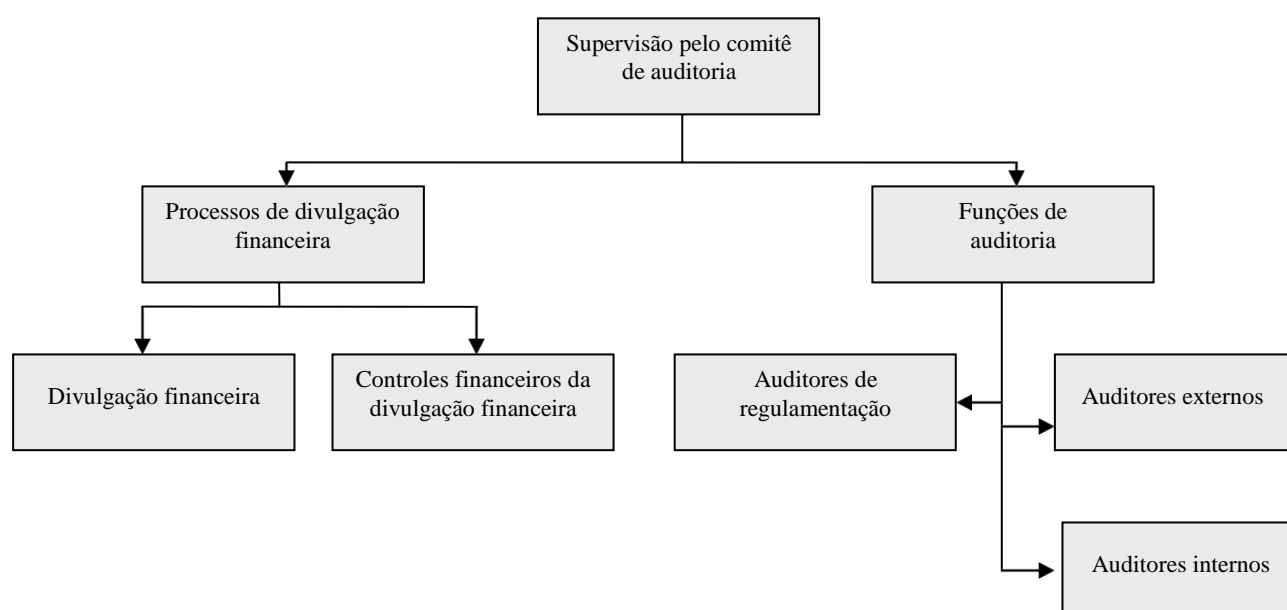 Supervisão pelo comitê
de auditoria
Processos de divulgação
financeira
Funções de
auditoria
Divulgação financeira
Controles financeiros da
divulgação financeira
Auditores de
regulamentação
Auditores externos
Auditores internos